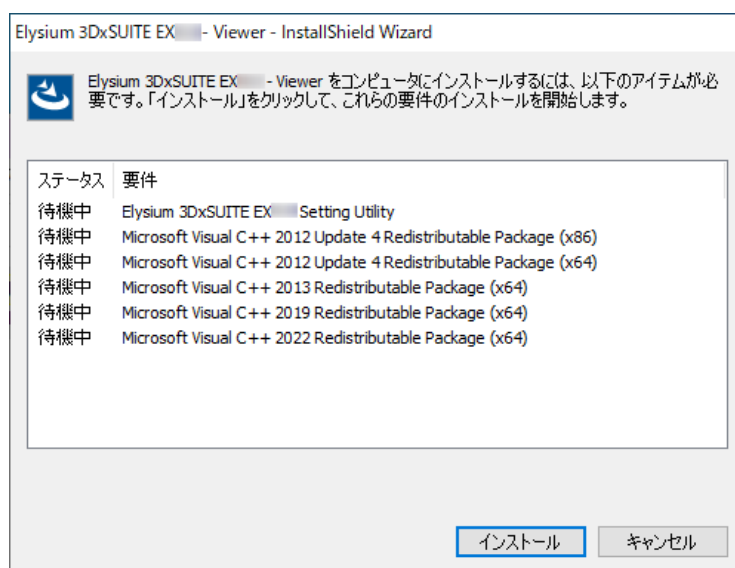 Elysium 3DxSUITE EX - Viewer - InstallShield Wizard
Elysium 3DxSUITE EX - Viewer をコンピュータにインストールするには、以下のアイテムが必
要です。「インストール」をクリックして、これらの要件のインストールを開始します。
ステータス 要件
待機中 Elysium 3DxSUITE EX Setting Utility
待機中 Microsoft Visual C++ 2012 Update 4 Redistributable Package (x86)
待機中 Microsoft Visual C++ 2012 Update 4 Redistributable Package (x64)
待機中 Microsoft Visual C++ 2013 Redistributable Package (x64)
待機中 Microsoft Visual C++ 2019 Redistributable Package (x64)
待機中 Microsoft Visual C++ 2022 Redistributable Package (x64)
インストール キャンセル